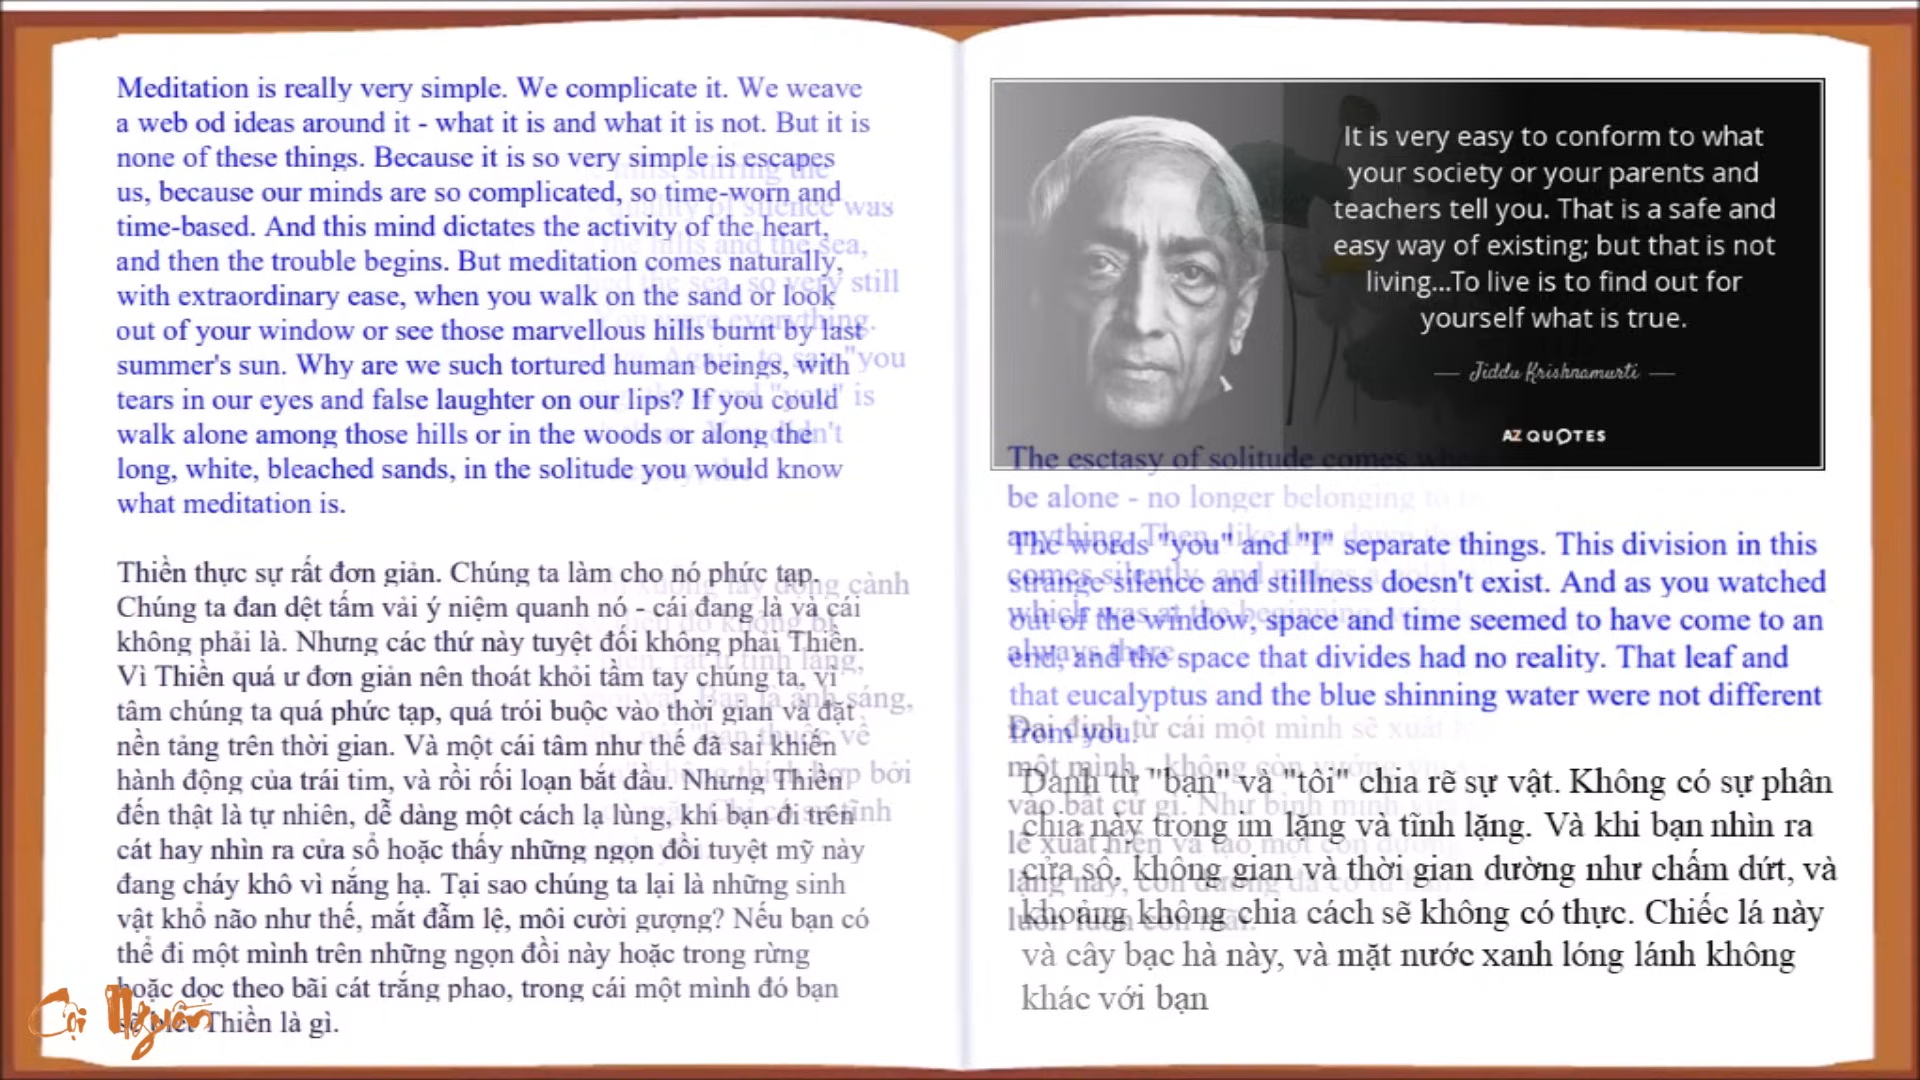 Meditation is really very simple. We complicate it. We weave
a web od ideas around it - what it is and what it is not. But it is
none of these things. Because it is so very simple is escapes
us, because our minds are so complicated, so time-worn and
time-based. And this mind dictates the activity of the heart,
and then the trouble begins. But meditation comes naturally,
with extraordinary ease, when you walk on the sand or look
out of your window or see those marvellous hills burnt by last
summer's sun. Why are we such tortured human beings, with
tears in our eyes and false laughter on our lips? If you could
walk alone among those hills or in the woods or along the
long, white, bleached sands, in the solitude you would know
what meditation is.
Thiền thực sự rất đơn giản. Chúng ta làm cho nó phức tạp.
Chúng ta đan dệt tấm vải ý niệm quanh nó - cái đang là và cái
không phải là. Nhưng các thứ này tuyệt đối không phải Thiền.
Vì Thiền quá ư đơn giản nên thoát khỏi tầm tay chúng ta, vì
tâm chúng ta quá phức tạp, quá trói buộc vào thời gian và đặt
nền tảng trên thời gian. Và một cái tâm như thế đã sai khiến
hành động của trái tim, và rồi rối loạn bắt đầu. Nhưng Thiền
đến thật là tự nhiên, dễ dàng một cách lạ lùng, khi bạn đi trên
cát hay nhìn ra cửa sổ hoặc thấy những ngọn đồi tuyệt mỹ này
đang cháy khô vì nắng hạ. Tại sao chúng ta lại là những sinh
vật khổ não như thế, mắt đẫm lệ, môi cười gượng? Nếu bạn có
thể đi một mình trên những ngọn đồi này hoặc trong rừng
hoặc dọc theo bãi cát trắng phao, trong cái một mình đó bạn
sẽ biết Thiền là gì.
Cội Nguồn
It is very easy to conform to what
your society or your parents and
teachers tell you. That is a safe and
easy way of existing; but that is not
living...To live is to find out for
yourself what is true.
— Jiddu Krishnamurti —
AZ QUOTES
The esctasy of solitude comes
be alone - no longer belonging to
The words "you" and "I" separate things. This division in this
strange silence and stillness doesn't exist. And as you watched
out of the window, space and time seemed to have come to an
end, and the space that divides had no reality. That leaf and
that eucalyptus and the blue shinning water were not different
from you.
Danh từ "bạn" và "tôi" chia rẽ sự vật. Không có sự phân
chia này trong im lặng và tĩnh lặng. Và khi bạn nhìn ra
cửa sổ, không gian và thời gian dường như chấm dứt, và
khoảng không chia cách sẽ không có thực. Chiếc lá này
và cây bạc hà này, và mặt nước xanh lóng lánh không
khác với bạn